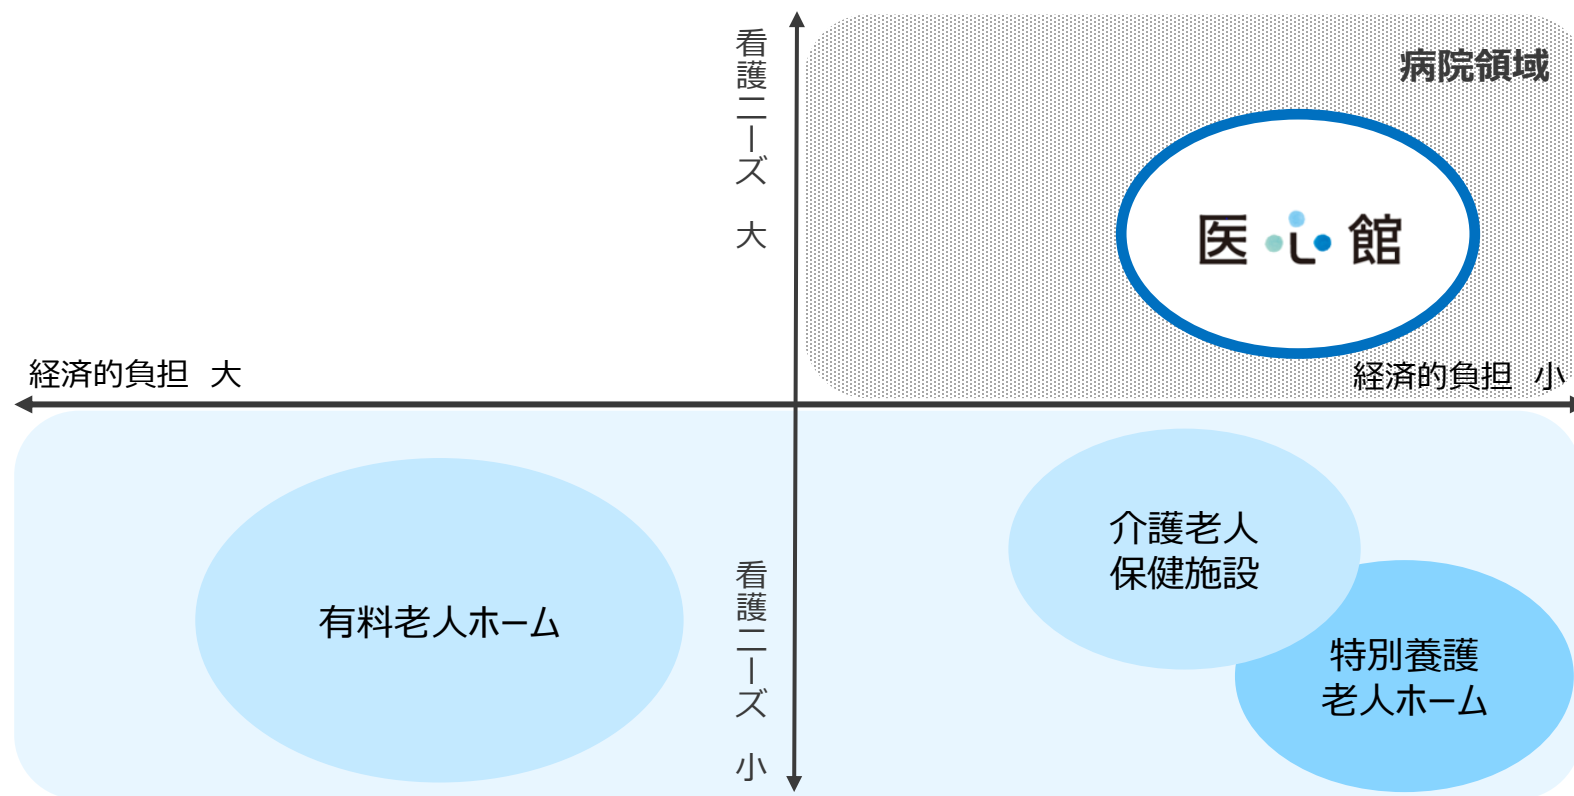 看護ニーズ 大
病院領域
医心館
経済的負担 大
経済的負担 小
介護老人
保健施設
有料老人ホーム
看護ニーズ 小
特別養護
老人ホーム